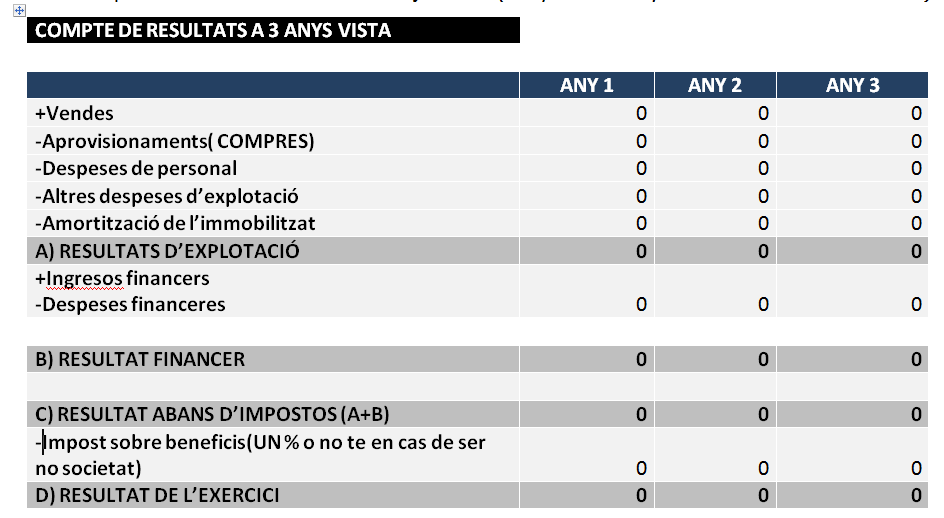 COMPTE DE RESULTATS A 3 ANYS VISTA
ANY 1 ANY 2 ANY 3
+Vendes 0 0 0
-Aprovisionaments( COMPRES) 0 0 0
-Despeses de personal 0 0 0
-Altres despeses d’explotació 0 0 0
-Amortització de l’immobilitzat 0 0 0
A) RESULTATS D’EXPLOTACIÓ 0 0 0
+Ingresos financers
-Despeses financeres 0 0 0
B) RESULTAT FINANCER 0 0 0
C) RESULTAT ABANS D’IMPOSTOS (A+B) 0 0 0
-Impost sobre beneficis(UN % o no te en cas de ser
no societat) 0 0 0
D) RESULTAT DE L’EXERCICI 0 0 0